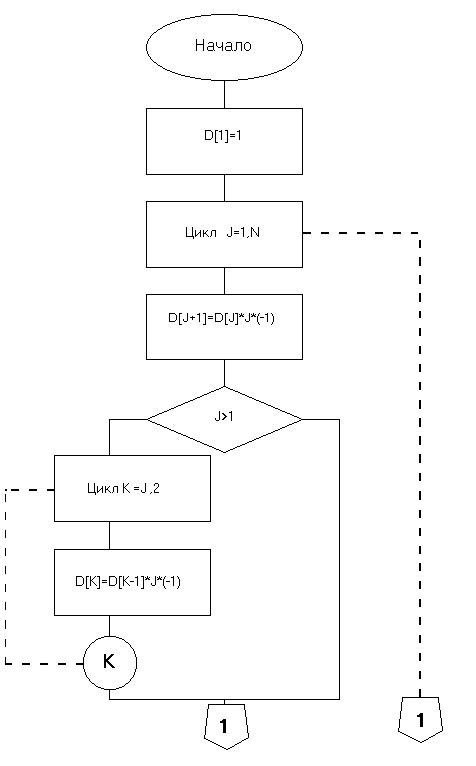 Начало
D[1]=1
Цикл J=1,N
D[J+1]=D[J]*J*(-1)
J>1
Цикл K=J,2
D[K]=D[K-1]*J*(-1)
K
1
1